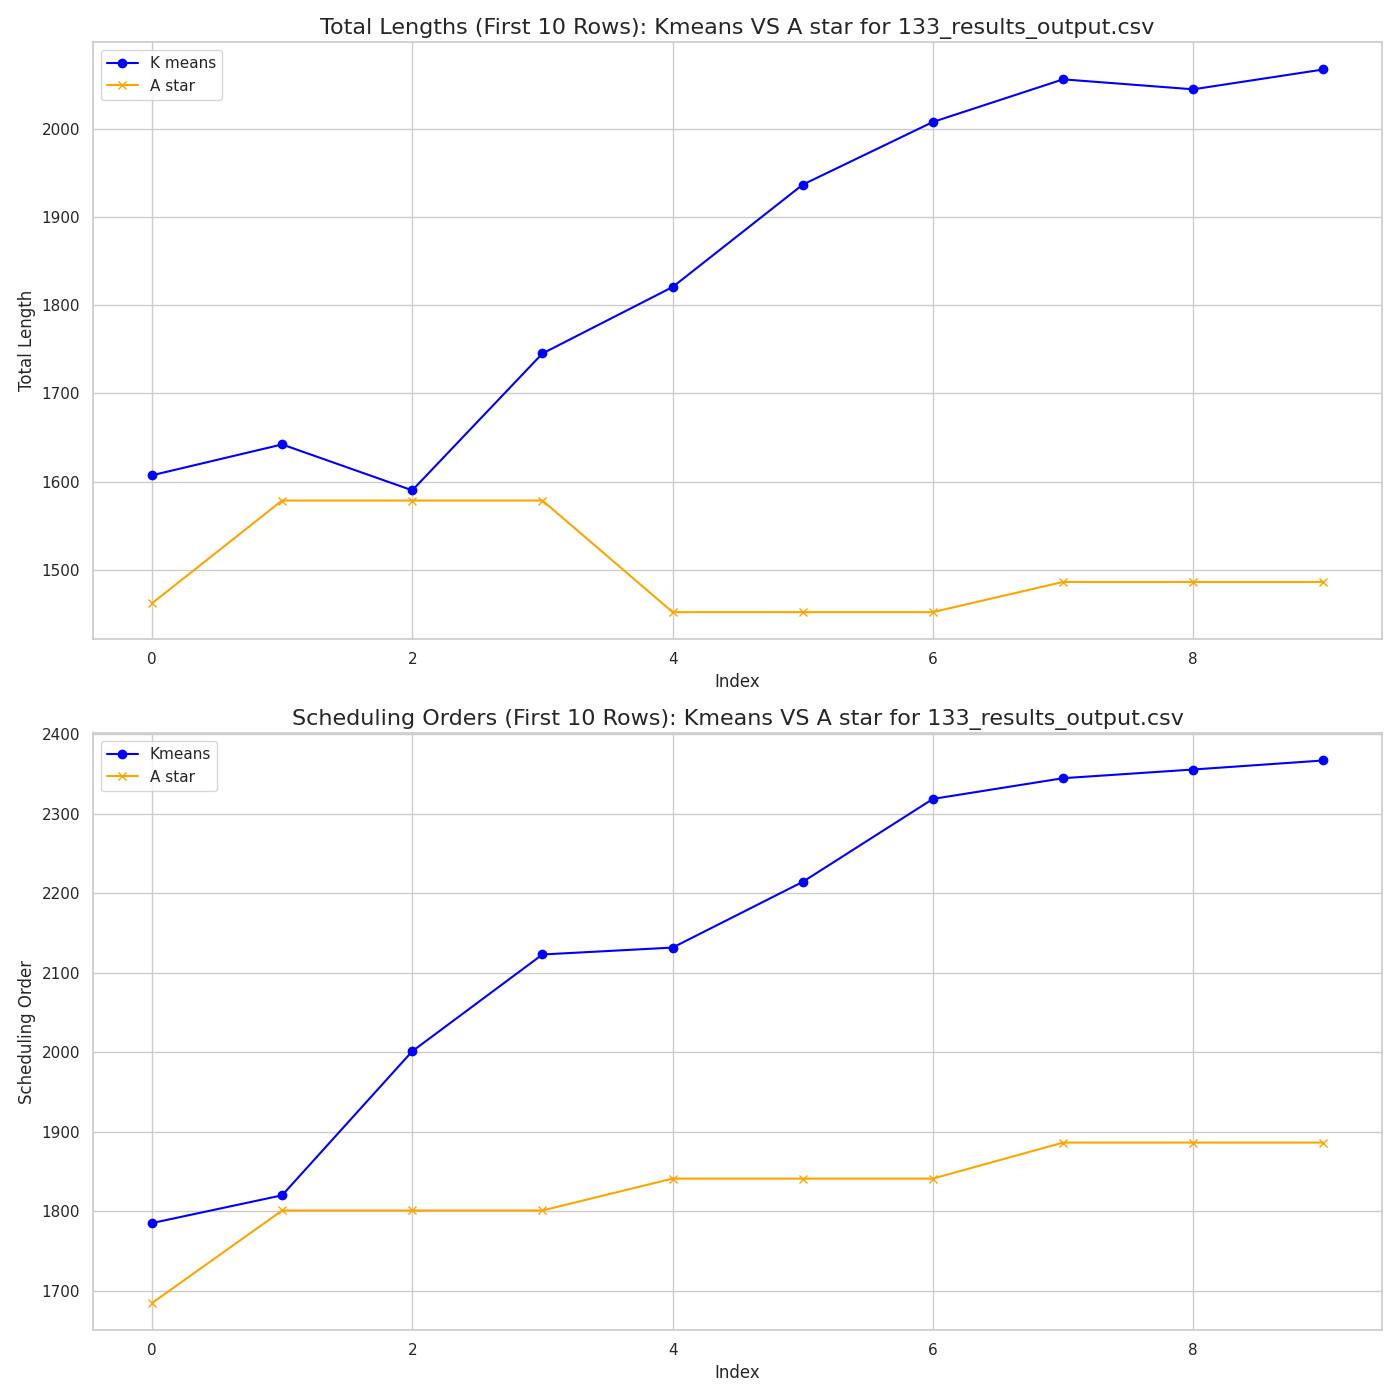 Total Lengths (First 10 Rows): Kmeans VS A star for 133_results_output.csv
K means
A star
2000
1900
1800
1700
1600
1500
Total Length
0 2 4 6 8
Index
Scheduling Orders (First 10 Rows): Kmeans VS A star for 133_results_output.csv
Kmeans
A star
2400
2300
2200
2100
2000
1900
1800
1700
Scheduling Order
0 2 4 6 8
Index